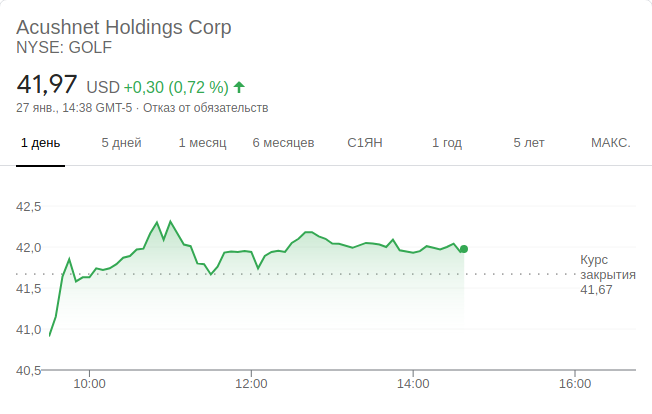 Acushnet Holdings Corp
NYSE: GOLF
41,97 USD +0,30 (0,72 %)
27 янв., 14:38 GMT-5 · Отказ от обязательств
1 день 5 дней 1 месяц 6 месяцев С1ЯН 1 год 5 лет МАКС.
42,5
42,0
Курс
закрытия
41,67
41,5
41,0
40,5
10:00 12:00 14:00 16:00